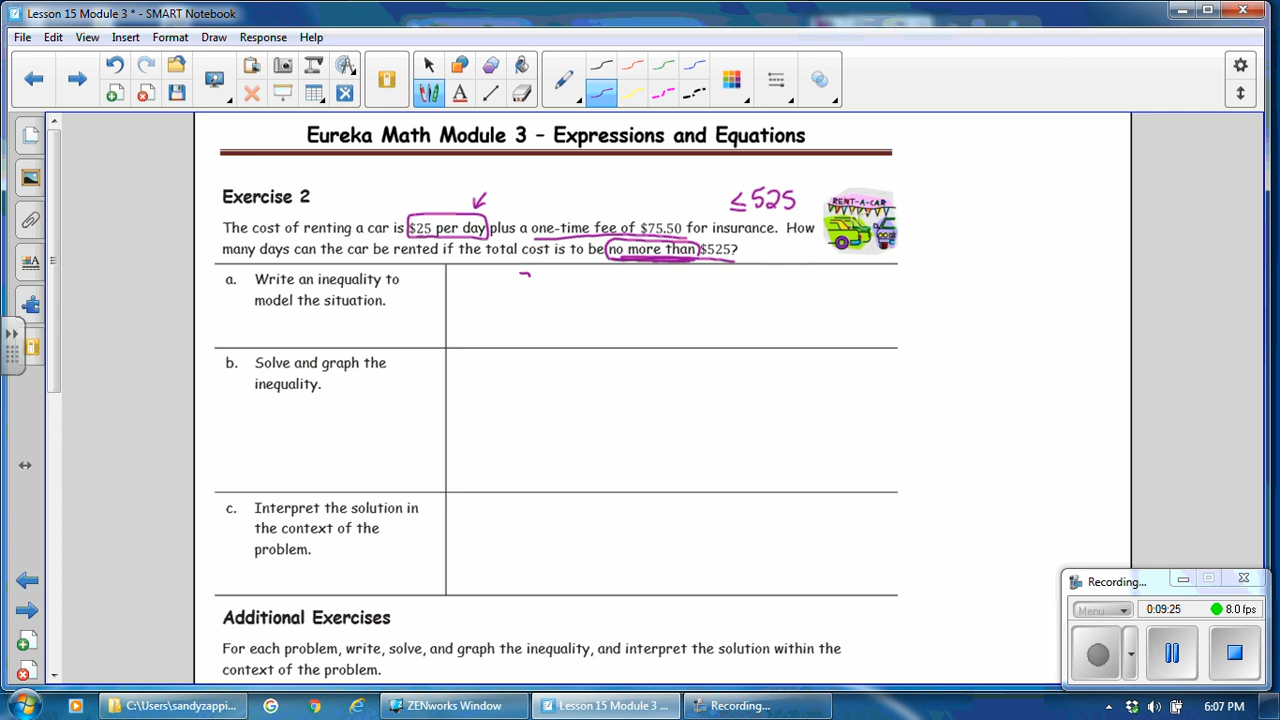 Lesson 15 Module 3 * - SMART Notebook
File Edit View Insert Format Draw Response Help
Eureka Math Module 3 – Expressions and Equations
Exercise 2
≤525
RENT-A-CAR
The cost of renting a car is $25 per day plus a one-time fee of $75.50 for insurance. How
many days can the car be rented if the total cost is to be no more than $525?
a. Write an inequality to
model the situation.
b. Solve and graph the
inequality.
c. Interpret the solution in
the context of the
problem.
Additional Exercises
For each problem, write, solve, and graph the inequality, and interpret the solution within the
context of the problem.
Recording...
Menu 0:09:25 8.0 fps
C:\Users\sandyzappi... ZENworks Window Lesson 15 Module 3 ... Recording... 6:07 PM